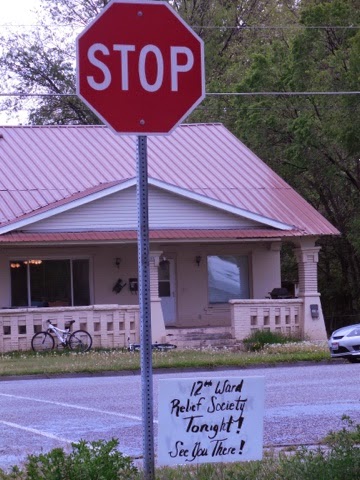 STOP
12th Ward
Relief Society
Tonight!
See You There!